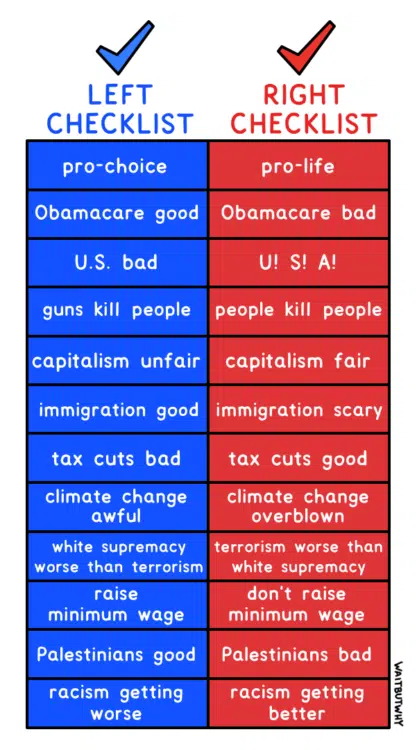 LEFT
CHECKLIST
RIGHT
CHECKLIST
pro-choice
pro-life
Obamacare good
Obamacare bad
U.S. bad
U! S! A!
guns kill people
people kill people
capitalism unfair
capitalism fair
immigration good
immigration scary
tax cuts bad
tax cuts good
climate change
awful
climate change
overblown
white supremacy
worse than terrorism
terrorism worse than
white supremacy
raise
minimum wage
don't raise
minimum wage
Palestinians good
Palestinians bad
racism getting
worse
racism getting
better
WAITBUTWHY